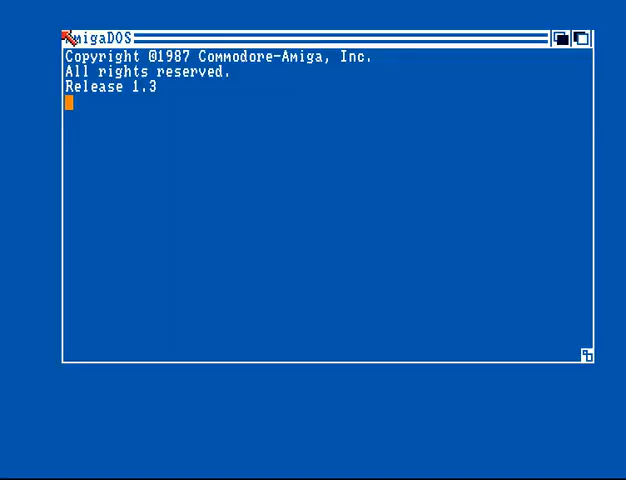 AmigaDOS
Copyright @1987 Commodore-Amiga, Inc.
All rights reserved.
Release 1.3